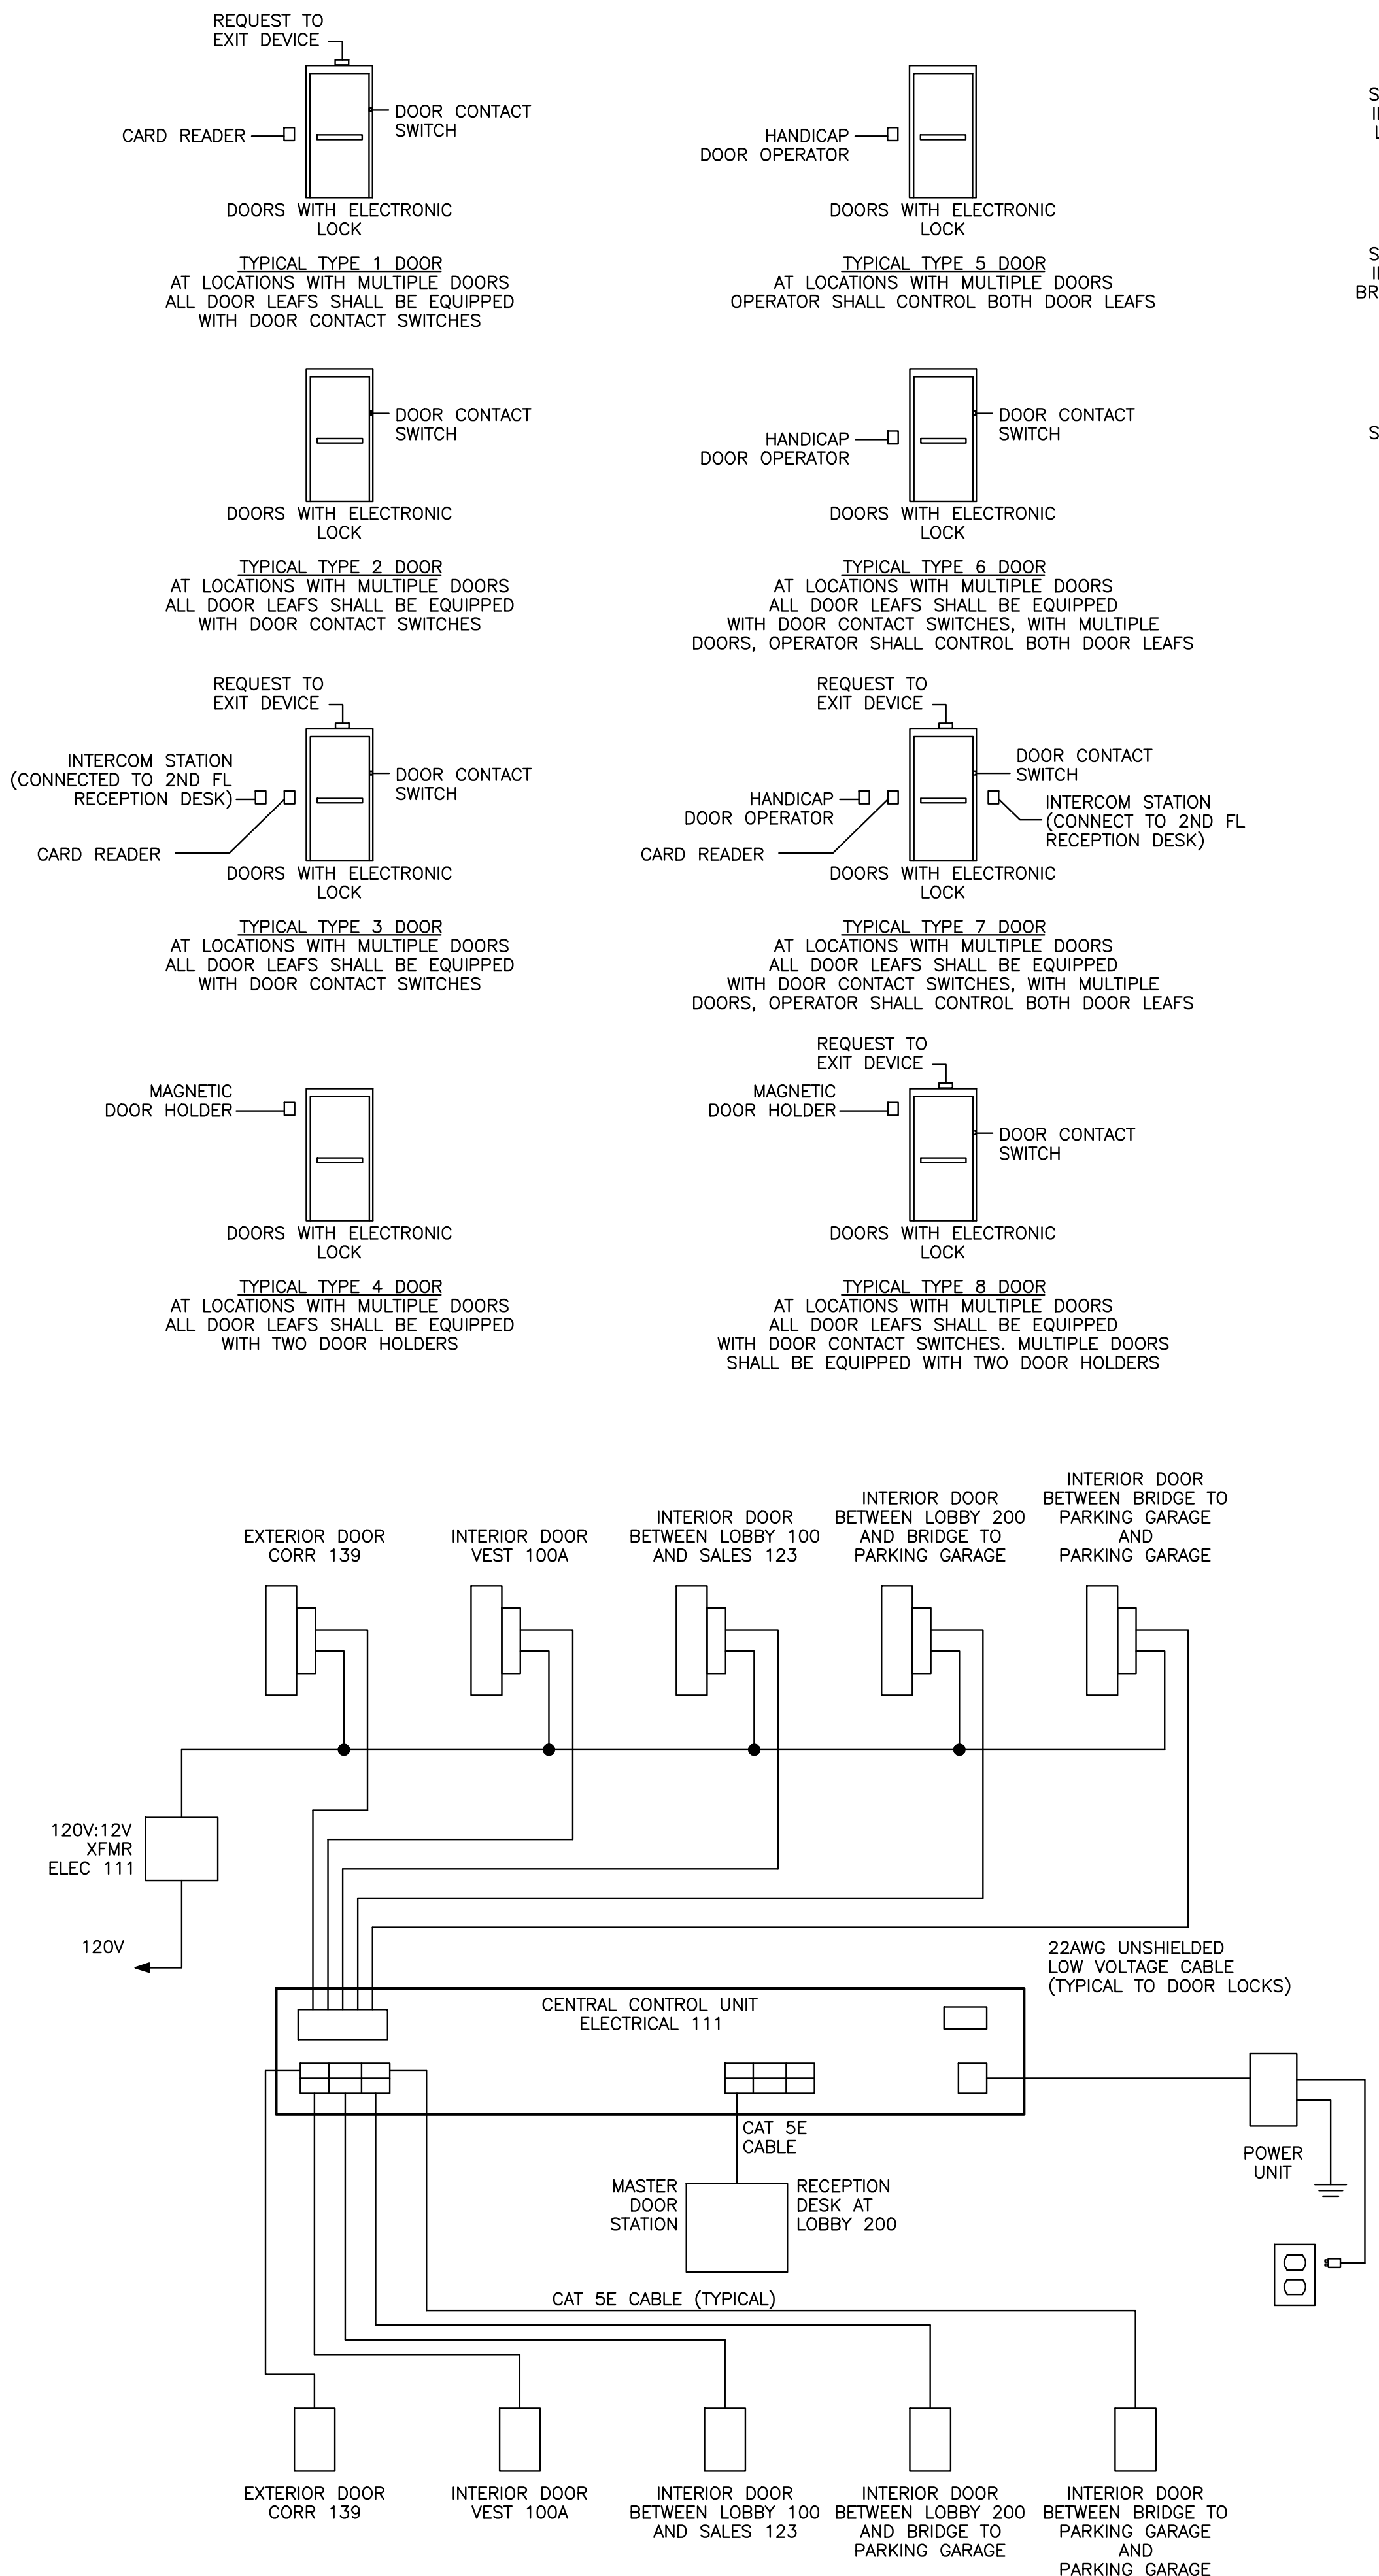 REQUEST TO
EXIT DEVICE
CARD READER
DOOR CONTACT
SWITCH
DOORS WITH ELECTRONIC
LOCK
TYPICAL TYPE 1 DOOR
AT LOCATIONS WITH MULTIPLE DOORS
ALL DOOR LEAFS SHALL BE EQUIPPED
WITH DOOR CONTACT SWITCHES
HANDICAP
DOOR OPERATOR
DOORS WITH ELECTRONIC
LOCK
TYPICAL TYPE 5 DOOR
AT LOCATIONS WITH MULTIPLE DOORS
OPERATOR SHALL CONTROL BOTH DOOR LEAFS
DOOR CONTACT
SWITCH
DOORS WITH ELECTRONIC
LOCK
TYPICAL TYPE 2 DOOR
AT LOCATIONS WITH MULTIPLE DOORS
ALL DOOR LEAFS SHALL BE EQUIPPED
WITH DOOR CONTACT SWITCHES
HANDICAP
DOOR OPERATOR
DOOR CONTACT
SWITCH
DOORS WITH ELECTRONIC
LOCK
TYPICAL TYPE 6 DOOR
AT LOCATIONS WITH MULTIPLE DOORS
ALL DOOR LEAFS SHALL BE EQUIPPED
WITH DOOR CONTACT SWITCHES, WITH MULTIPLE
DOORS, OPERATOR SHALL CONTROL BOTH DOOR LEAFS
REQUEST TO
EXIT DEVICE
INTERCOM STATION
(CONNECTED TO 2ND FL
RECEPTION DESK)
CARD READER
DOOR CONTACT
SWITCH
DOORS WITH ELECTRONIC
LOCK
TYPICAL TYPE 3 DOOR
AT LOCATIONS WITH MULTIPLE DOORS
ALL DOOR LEAFS SHALL BE EQUIPPED
WITH DOOR CONTACT SWITCHES
REQUEST TO
EXIT DEVICE
HANDICAP
DOOR OPERATOR
CARD READER
DOOR CONTACT
SWITCH
INTERCOM STATION
(CONNECT TO 2ND FL
RECEPTION DESK)
DOORS WITH ELECTRONIC
LOCK
TYPICAL TYPE 7 DOOR
AT LOCATIONS WITH MULTIPLE DOORS
ALL DOOR LEAFS SHALL BE EQUIPPED
WITH DOOR CONTACT SWITCHES, WITH MULTIPLE
DOORS, OPERATOR SHALL CONTROL BOTH DOOR LEAFS
MAGNETIC
DOOR HOLDER
DOORS WITH ELECTRONIC
LOCK
TYPICAL TYPE 4 DOOR
AT LOCATIONS WITH MULTIPLE DOORS
ALL DOOR LEAFS SHALL BE EQUIPPED
WITH TWO DOOR HOLDERS
REQUEST TO
EXIT DEVICE
MAGNETIC
DOOR HOLDER
DOOR CONTACT
SWITCH
DOORS WITH ELECTRONIC
LOCK
TYPICAL TYPE 8 DOOR
AT LOCATIONS WITH MULTIPLE DOORS
ALL DOOR LEAFS SHALL BE EQUIPPED
WITH DOOR CONTACT SWITCHES. MULTIPLE DOORS
SHALL BE EQUIPPED WITH TWO DOOR HOLDERS
EXTERIOR DOOR
CORR 139
INTERIOR DOOR
VEST 100A
INTERIOR DOOR
BETWEEN LOBBY 100
AND SALES 123
INTERIOR DOOR
BETWEEN LOBBY 200
AND BRIDGE TO
PARKING GARAGE
INTERIOR DOOR
BETWEEN BRIDGE TO
PARKING GARAGE
AND
PARKING GARAGE
120V:12V
XFMR
ELEC 111
120V
22AWG UNSHIELDED
LOW VOLTAGE CABLE
(TYPICAL TO DOOR LOCKS)
CENTRAL CONTROL UNIT
ELECTRICAL 111
CAT 5E
CABLE
MASTER
DOOR
STATION
RECEPTION
DESK AT
LOBBY 200
POWER
UNIT
CAT 5E CABLE (TYPICAL)
EXTERIOR DOOR
CORR 139
INTERIOR DOOR
VEST 100A
INTERIOR DOOR
BETWEEN LOBBY 100
AND SALES 123
INTERIOR DOOR
BETWEEN LOBBY 200
AND BRIDGE TO
PARKING GARAGE
INTERIOR DOOR
BETWEEN BRIDGE TO
PARKING GARAGE
AND
PARKING GARAGE